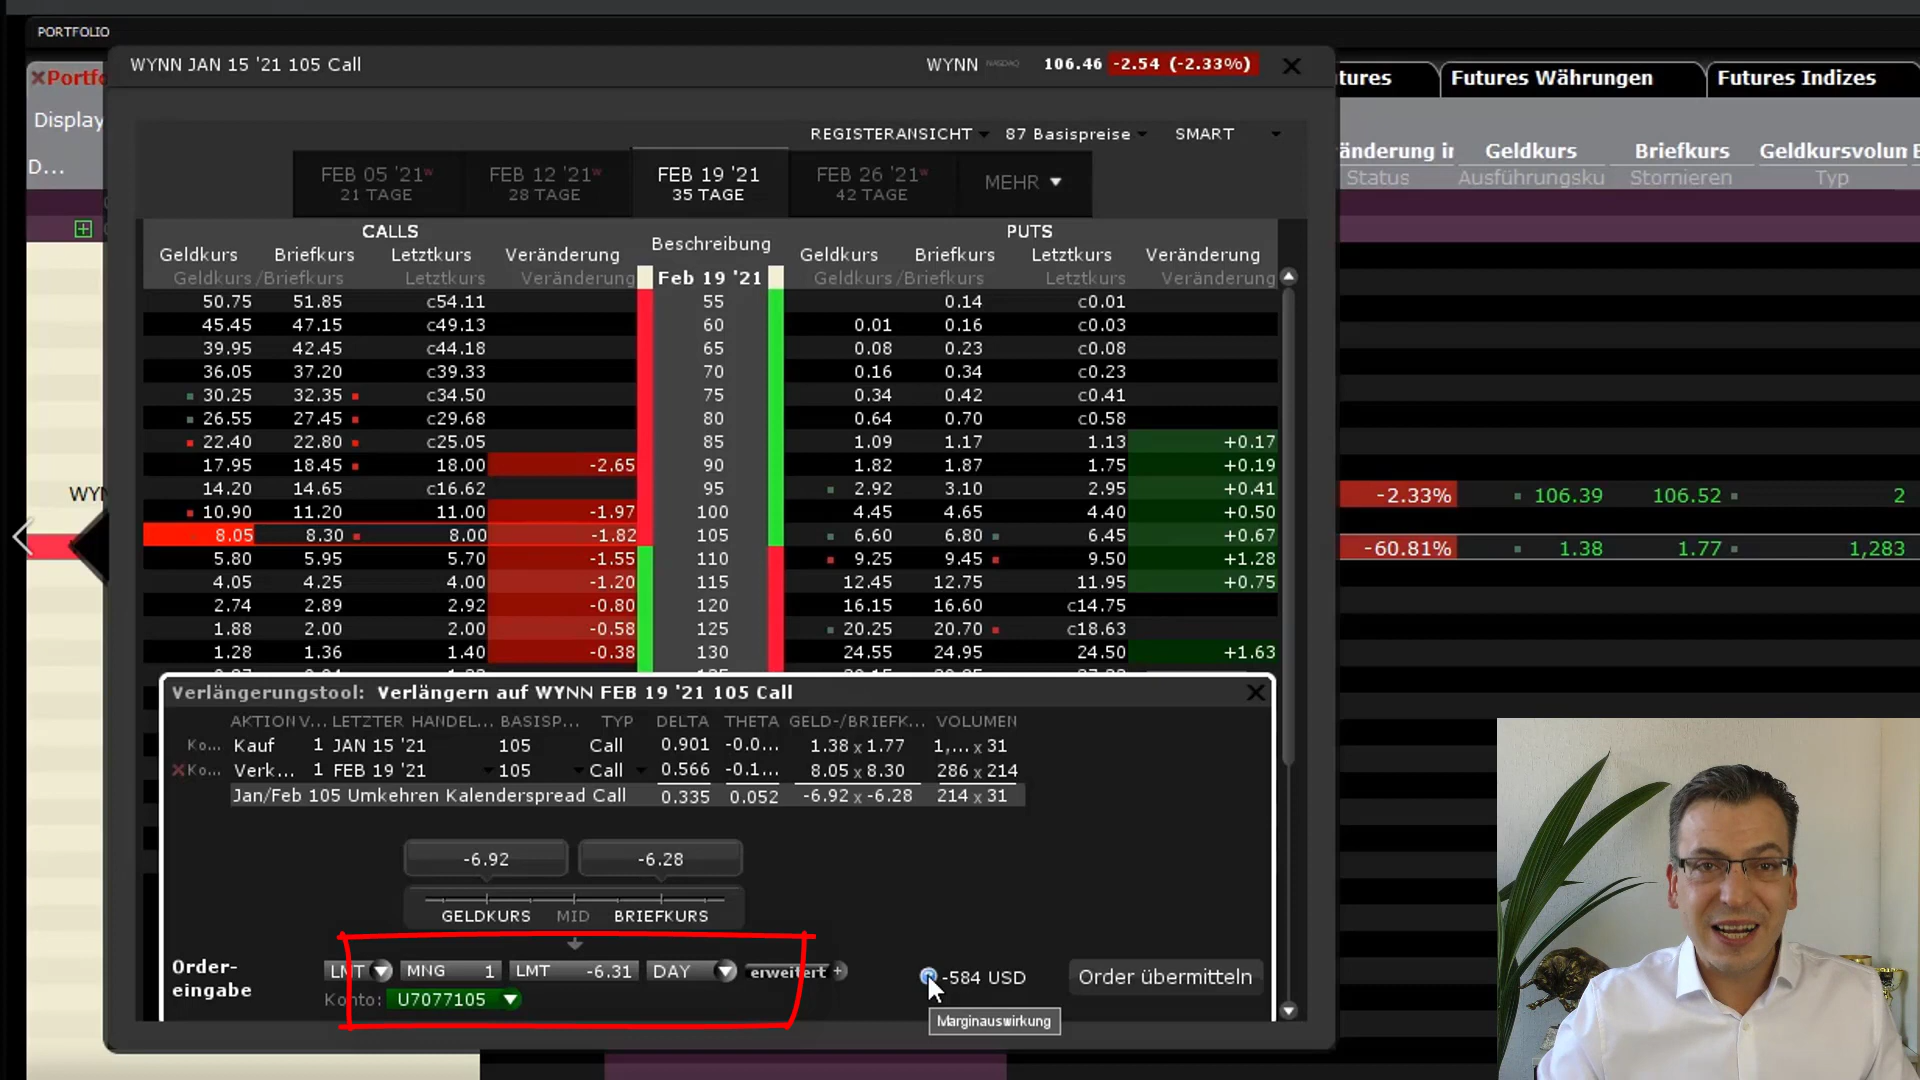 PORTFOLIO
WYNN JAN 15 '21 105 Call WYNN NASDAQ 106.46 -2.54 (-2.33%)
Portfo
Futures Währungen Futures Indizes
Display
REGISTERANSICHT 87 Basispreise SMART
D...
FEB 05 '21W FEB 12 '21W FEB 19 '21 FEB 26 '21W MEHR
21 TAGE 28 TAGE 35 TAGE 42 TAGE
änderung in Geldkurs Briefkurs Geldkursvolun
Status Ausführungsku Stornieren Typ
CALLS Beschreibung PUTS
Geldkurs Briefkurs Letztkurs Veränderung Geldkurs Briefkurs Letztkurs Veränderung
Geldkurs/Briefkurs Letztkurs Veränderung Feb 19 '21 Geldkurs/Briefkurs Letztkurs Veränderung
50.75 51.85 c54.11 55 0.14 c0.01
45.45 47.15 c49.13 60 0.01 0.16 c0.03
39.95 42.45 c44.18 65 0.08 0.23 c0.08
36.05 37.20 c39.33 70 0.16 0.34 c0.23
30.25 32.35 c34.50 75 0.34 0.42 c0.41
26.55 27.45 c29.68 80 0.64 0.70 c0.58
22.40 22.80 c25.05 85 1.09 1.17 1.13 +0.17
17.95 18.45 18.00 -2.65 90 1.82 1.87 1.75 +0.19
14.20 14.65 c16.62 95 2.92 3.10 2.95 +0.41
WYN
-2.33% 106.39 106.52 2
10.90 11.20 11.00 -1.97 100 4.45 4.65 4.40 +0.50
8.05 8.30 8.00 -1.82 105 6.60 6.80 6.45 +0.67
-60.81% 1.38 1.77 1,283
5.80 5.95 5.70 -1.55 110 9.25 9.45 9.50 +1.28
4.05 4.25 4.00 -1.20 115 12.45 12.75 11.95 +0.75
2.74 2.89 2.92 -0.80 120 16.15 16.60 c14.75
1.88 2.00 2.00 -0.58 125 20.25 20.70 c18.63
1.28 1.36 1.40 -0.38 130 24.55 24.95 24.50 +1.63
Verlängerungstool: Verlängern auf WYNN FEB 19 '21 105 Call
AKTION V... LETZTER HANDEL... BASISP... TYP DELTA THETA GELD-/BRIEFK... VOLUMEN
Ko... Kauf 1 JAN 15 '21 105 Call 0.901 -0.0... 1.38 x 1.77 1,... x 31
Ko... Verk... 1 FEB 19 '21 105 Call 0.566 -0.1... 8.05 x 8.30 286 x 214
Jan/Feb 105 Umkehren Kalenderspread Call 0.335 0.052 -6.92 x -6.28 214 x 31
-6.92 -6.28
GELDKURS MID BRIEFKURS
Order-
eingabe
LMT MNG 1 LMT -6.31 DAY erweitert + -584 USD Order übermitteln
Konto: U7077105
Marginauswirkung